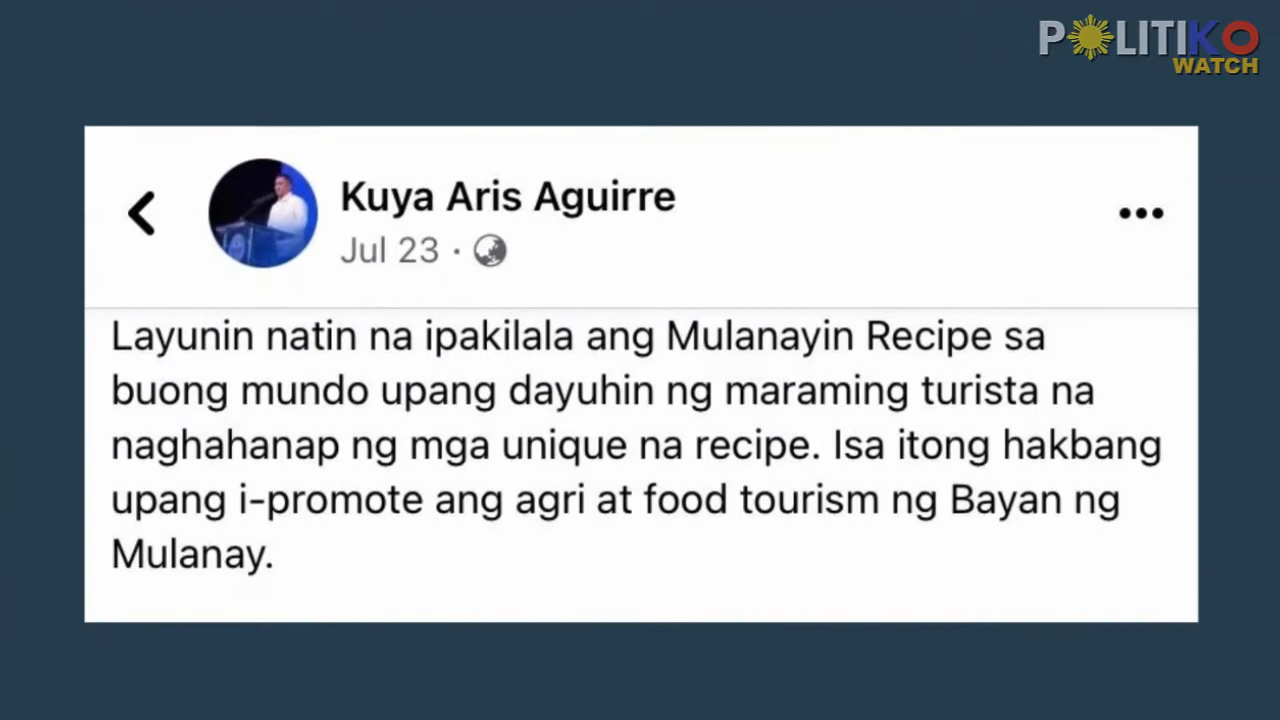 POLITIKO
WATCH
Kuya Aris Aguirre
Jul 23 ·
Layunin natin na ipakilala ang Mulanayin Recipe sa
buong mundo upang dayuhin ng maraming turista na
naghahanap ng mga unique na recipe. Isa itong hakbang
upang i-promote ang agri at food tourism ng Bayan ng
Mulanay.